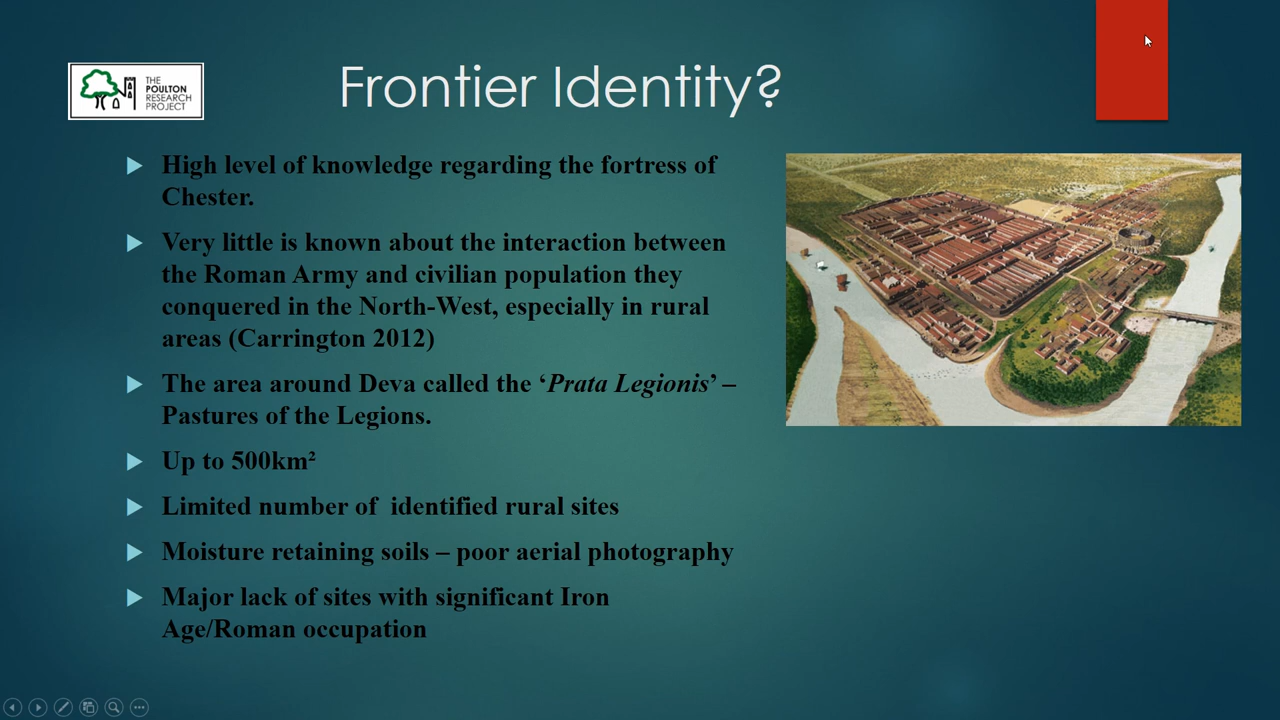 THE
POULTON
RESEARCH
PROJECT
Frontier Identity?
High level of knowledge regarding the fortress of
Chester.
Very little is known about the interaction between
the Roman Army and civilian population they
conquered in the North-West, especially in rural
areas (Carrington 2012)
The area around Deva called the ‘Prata Legionis’ –
Pastures of the Legions.
Up to 500km²
Limited number of  identified rural sites
Moisture retaining soils – poor aerial photography
Major lack of sites with significant Iron
Age/Roman occupation